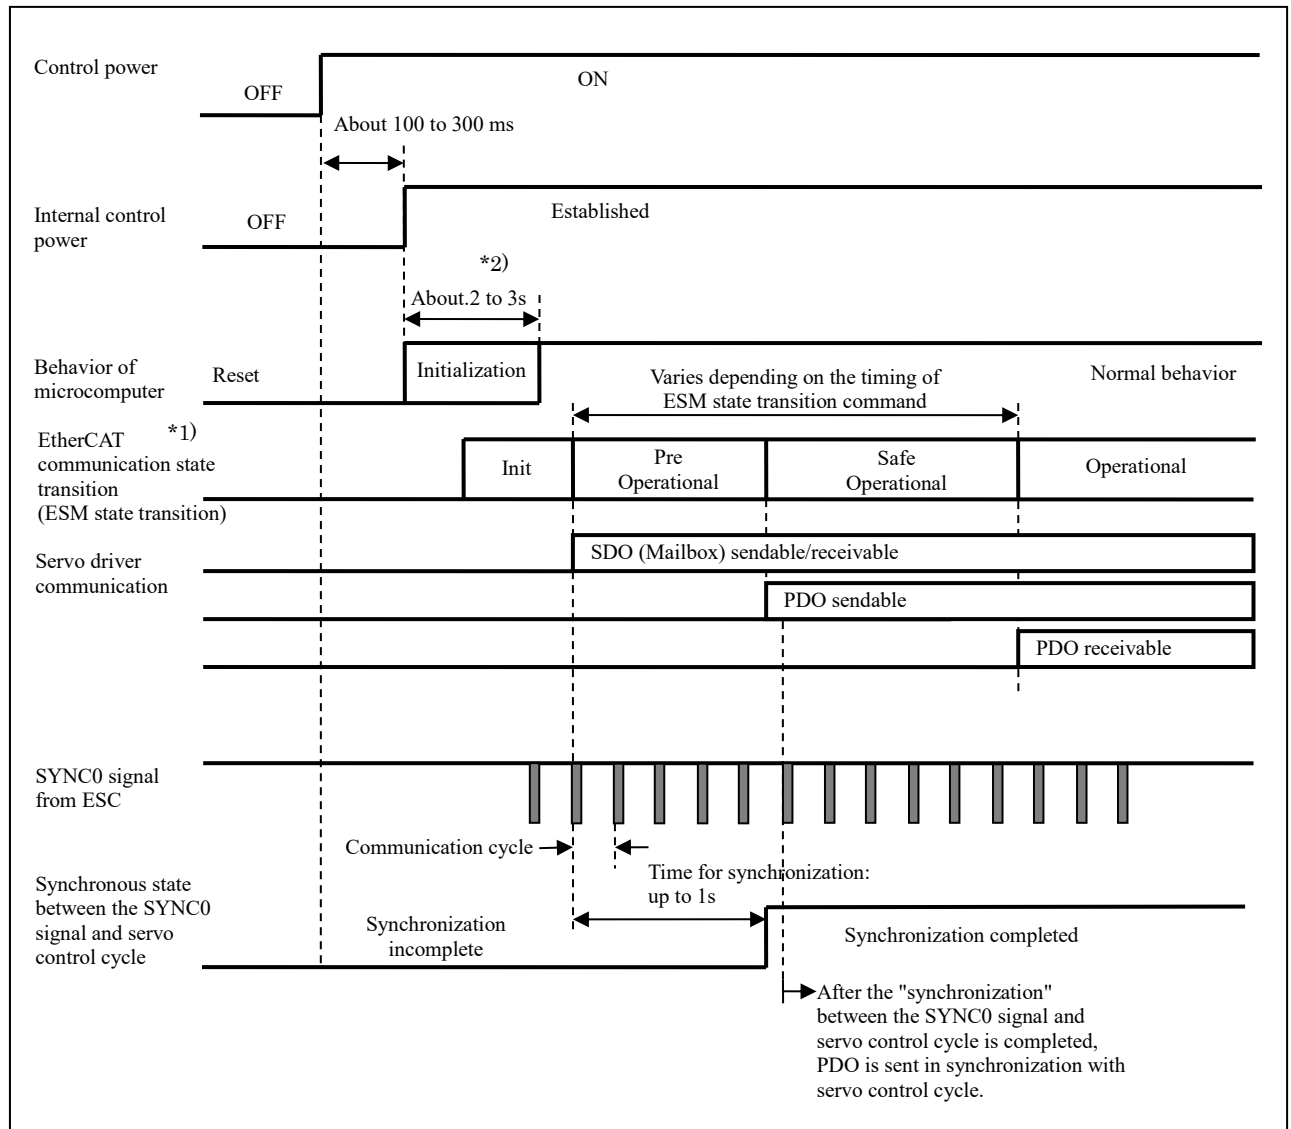 Control power
OFF
ON
About 100 to 300 ms
Internal control
power
OFF
Established
*2)
About.2 to 3s
Behavior of
microcomputer
Reset
Initialization
Varies depending on the timing of
ESM state transition command
Normal behavior
EtherCAT *1)
communication state
transition
(ESM state transition)
Init
Pre
Operational
Safe
Operational
Operational
Servo driver
communication
SDO (Mailbox) sendable/receivable
PDO sendable
PDO receivable
SYNC0 signal
from ESC
Communication cycle
Time for synchronization:
up to 1s
Synchronous state
between the SYNC0
signal and servo
control cycle
Synchronization
incomplete
Synchronization completed
After the "synchronization"
between the SYNC0 signal and
servo control cycle is completed,
PDO is sent in synchronization with
servo control cycle.